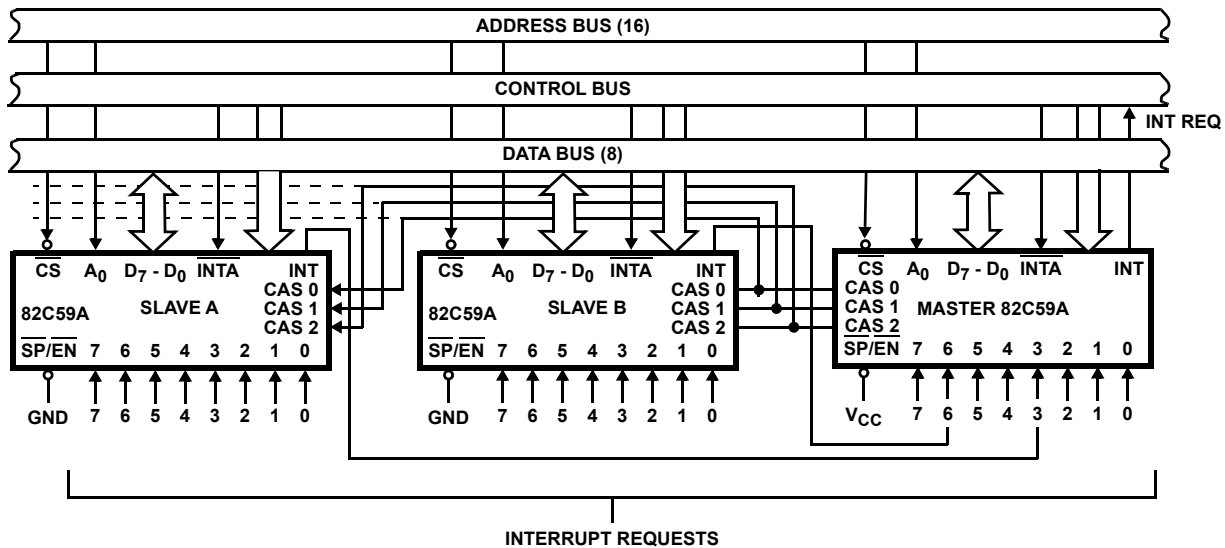 ADDRESS BUS (16)
CONTROL BUS
INT REQ
DATA BUS (8)
CS A0 D7 - D0 INTA INT
CAS 0
82C59A SLAVE A CAS 1
CAS 2
SP/EN 7 6 5 4 3 2 1 0
GND 7 6 5 4 3 2 1 0
CS A0 D7 - D0 INTA INT
CAS 0
82C59A SLAVE B CAS 1
CAS 2
SP/EN 7 6 5 4 3 2 1 0
GND 7 6 5 4 3 2 1 0
CS A0 D7 - D0 INTA INT
CAS 0
CAS 1 MASTER 82C59A
CAS 2
SP/EN 7 6 5 4 3 2 1 0
VCC 7 6 5 4 3 2 1 0
INTERRUPT REQUESTS